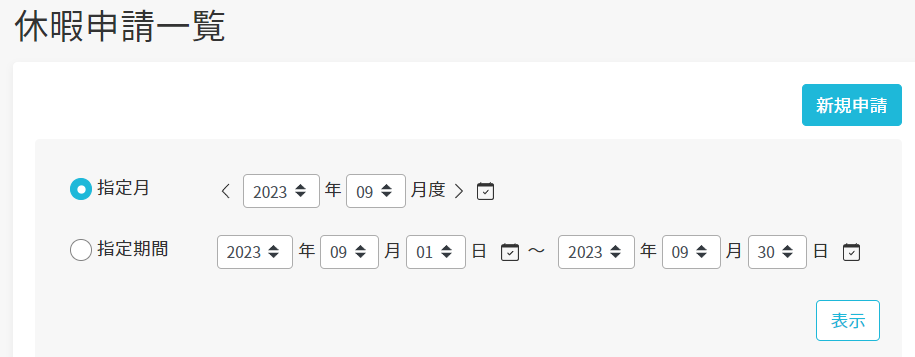 休暇申請一覧
新規申請
指定月 2023 年 09 月度
指定期間 2023 年 09 月 01 日 ～ 2023 年 09 月 30 日
表示